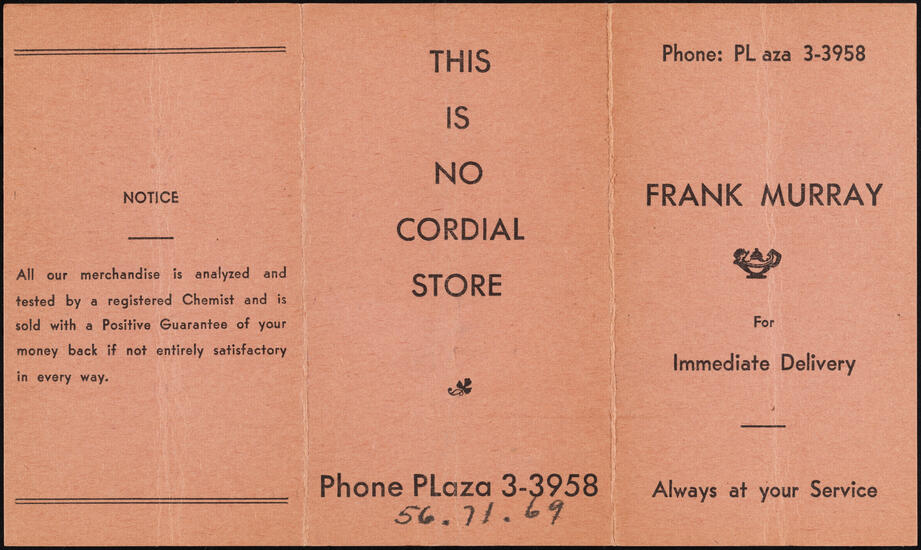 NOTICE
All our merchandise is analyzed and
tested by a registered Chemist and is
sold with a Positive Guarantee of your
money back if not entirely satisfactory
in every way.
THIS
IS
NO
CORDIAL
STORE
Phone PLaza 3-3958
56.71.69
Phone: PL aza 3-3958
FRANK MURRAY
For
Immediate Delivery
Always at your Service